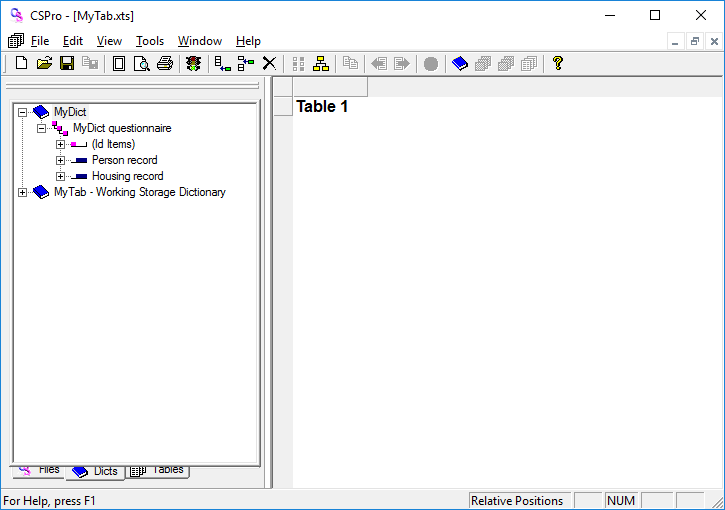 CSPro - [MyTab.xts]
File Edit View Tools Window Help
Table 1
MyDict
MyDict questionnaire
(Id Items)
Person record
Housing record
MyTab - Working Storage Dictionary
Files Dicts Tables
For Help, press F1 Relative Positions NUM